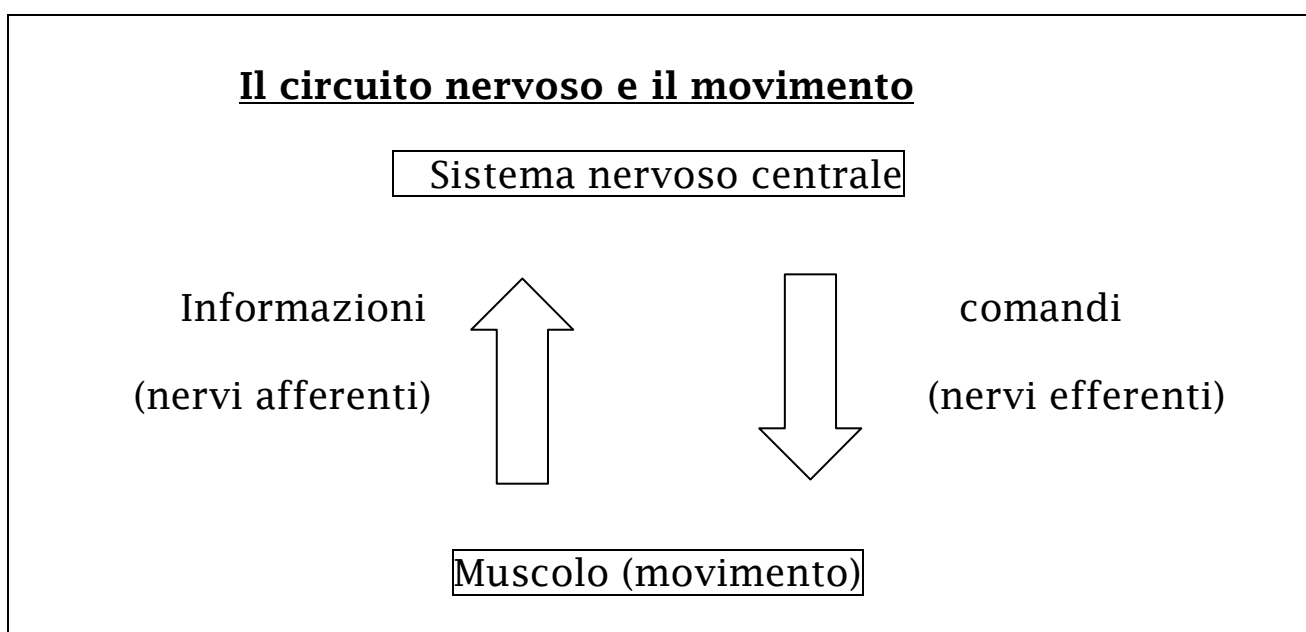 Il circuito nervoso e il movimento
Sistema nervoso centrale
Informazioni
(nervi afferenti)
comandi
(nervi efferenti)
Muscolo (movimento)